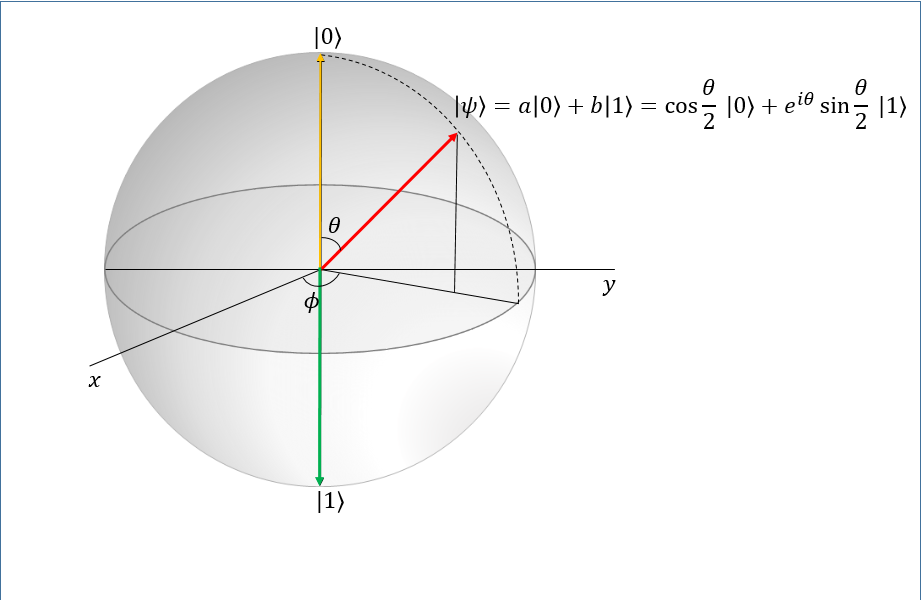 |0⟩
|ψ⟩ = a|0⟩ + b|1⟩ = cos θ/2 |0⟩ + e^{iθ} sin θ/2 |1⟩
θ
ϕ
y
x
|1⟩